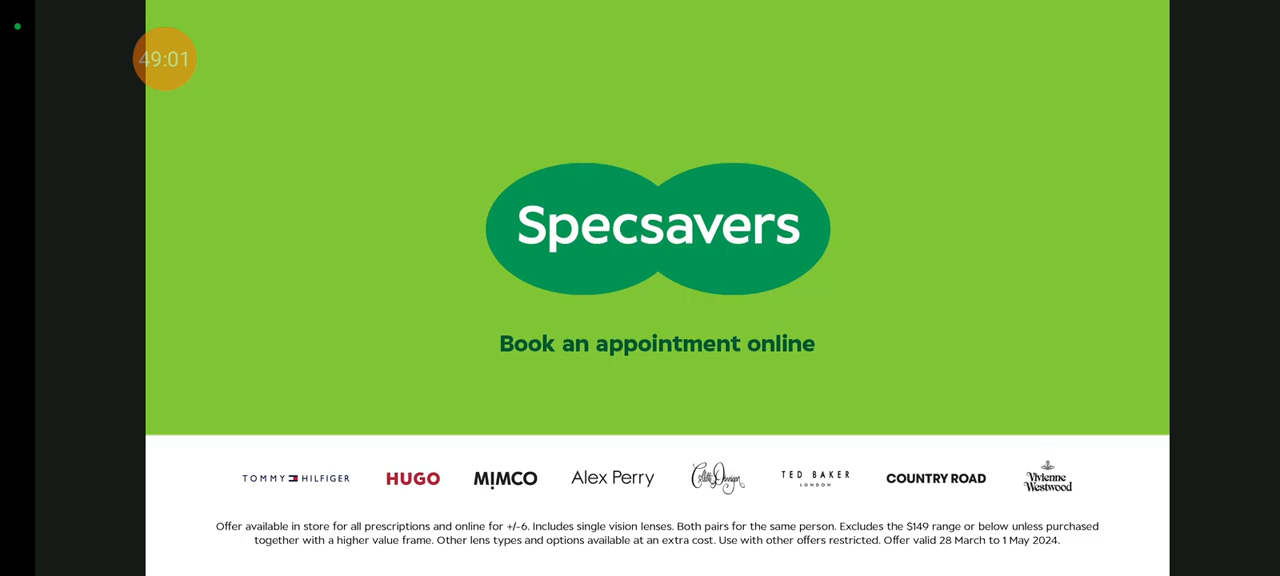 49:01
Specsavers
Book an appointment online
TOMMY HILFIGER HUGO MIMCO Alex Perry Collette Dinnigan TED BAKER LONDON COUNTRY ROAD Vivienne Westwood
Offer available in store for all prescriptions and online for +/-6. Includes single vision lenses. Both pairs for the same person. Excludes the $149 range or below unless purchased
together with a higher value frame. Other lens types and options available at an extra cost. Use with other offers restricted. Offer valid 28 March to 1 May 2024.